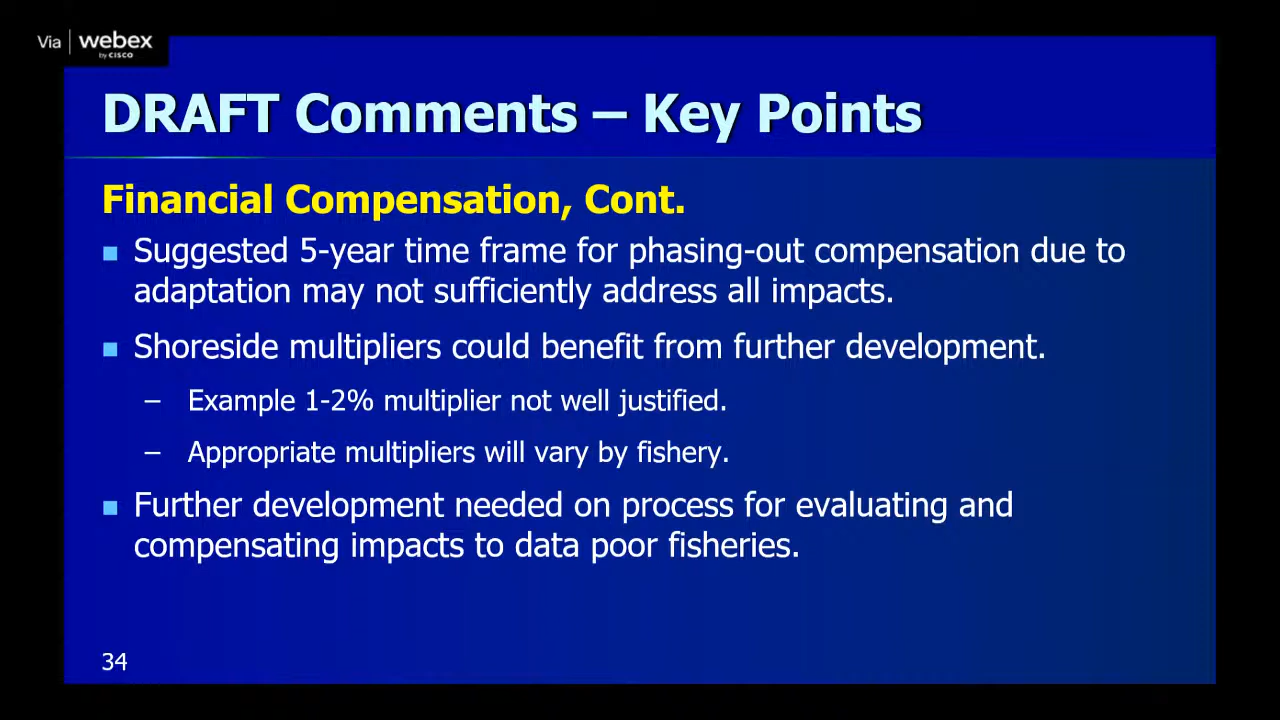 Via webex
by CISCO
DRAFT Comments – Key Points
Financial Compensation, Cont.
Suggested 5-year time frame for phasing-out compensation due to
adaptation may not sufficiently address all impacts.
Shoreside multipliers could benefit from further development.
– Example 1-2% multiplier not well justified.
– Appropriate multipliers will vary by fishery.
Further development needed on process for evaluating and
compensating impacts to data poor fisheries.
34